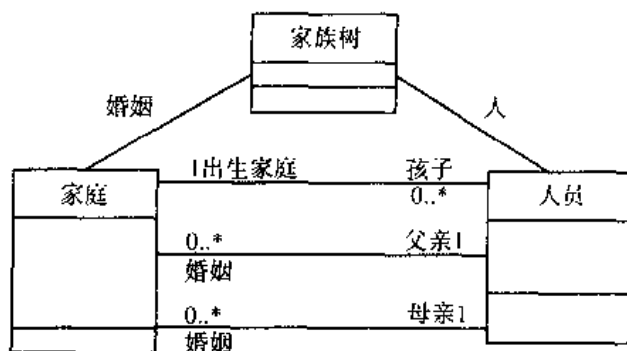 家族树
婚姻
人
1出生家庭 孩子
家庭 0..* 人员
0..* 父亲1
婚姻
0..* 母亲1
婚姻